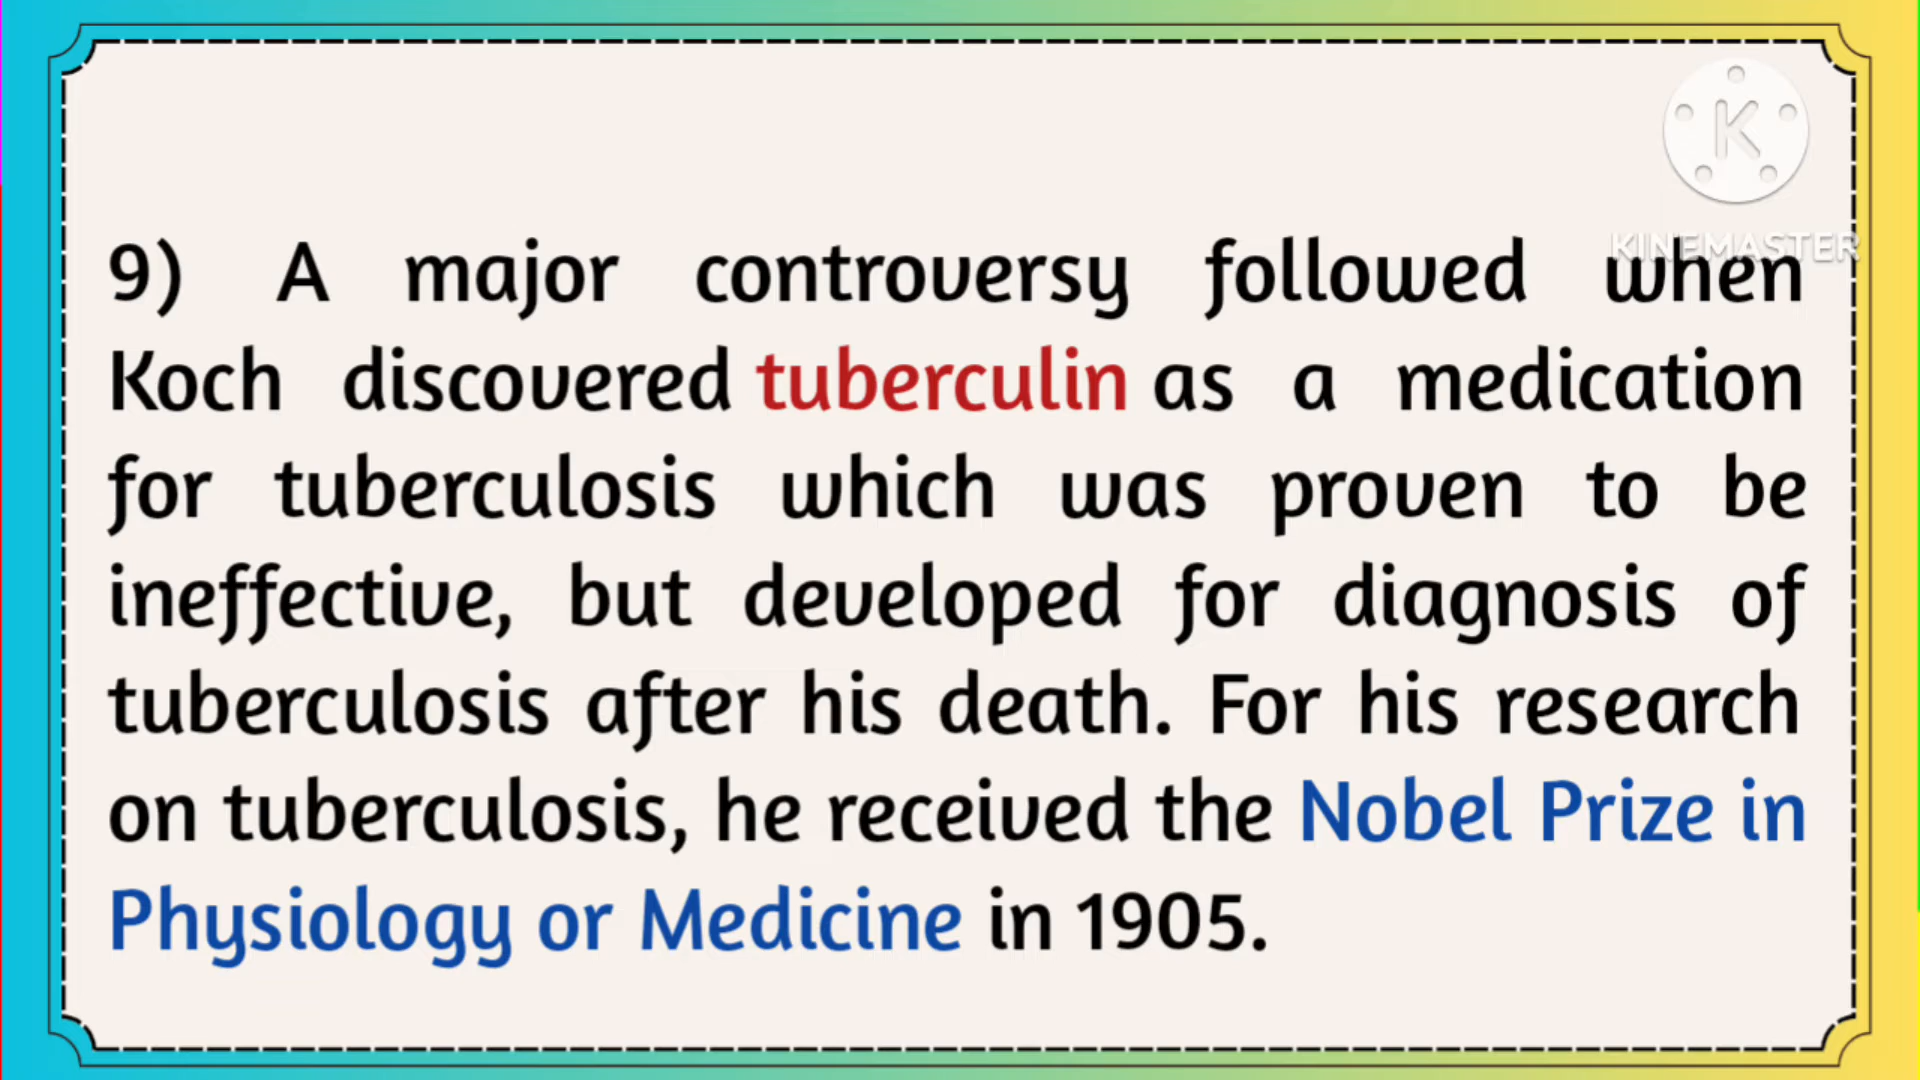 K
KINEMASTER
9) A major controversy followed when
Koch discovered tuberculin as a medication
for tuberculosis which was proven to be
ineffective, but developed for diagnosis of
tuberculosis after his death. For his research
on tuberculosis, he received the Nobel Prize in
Physiology or Medicine in 1905.